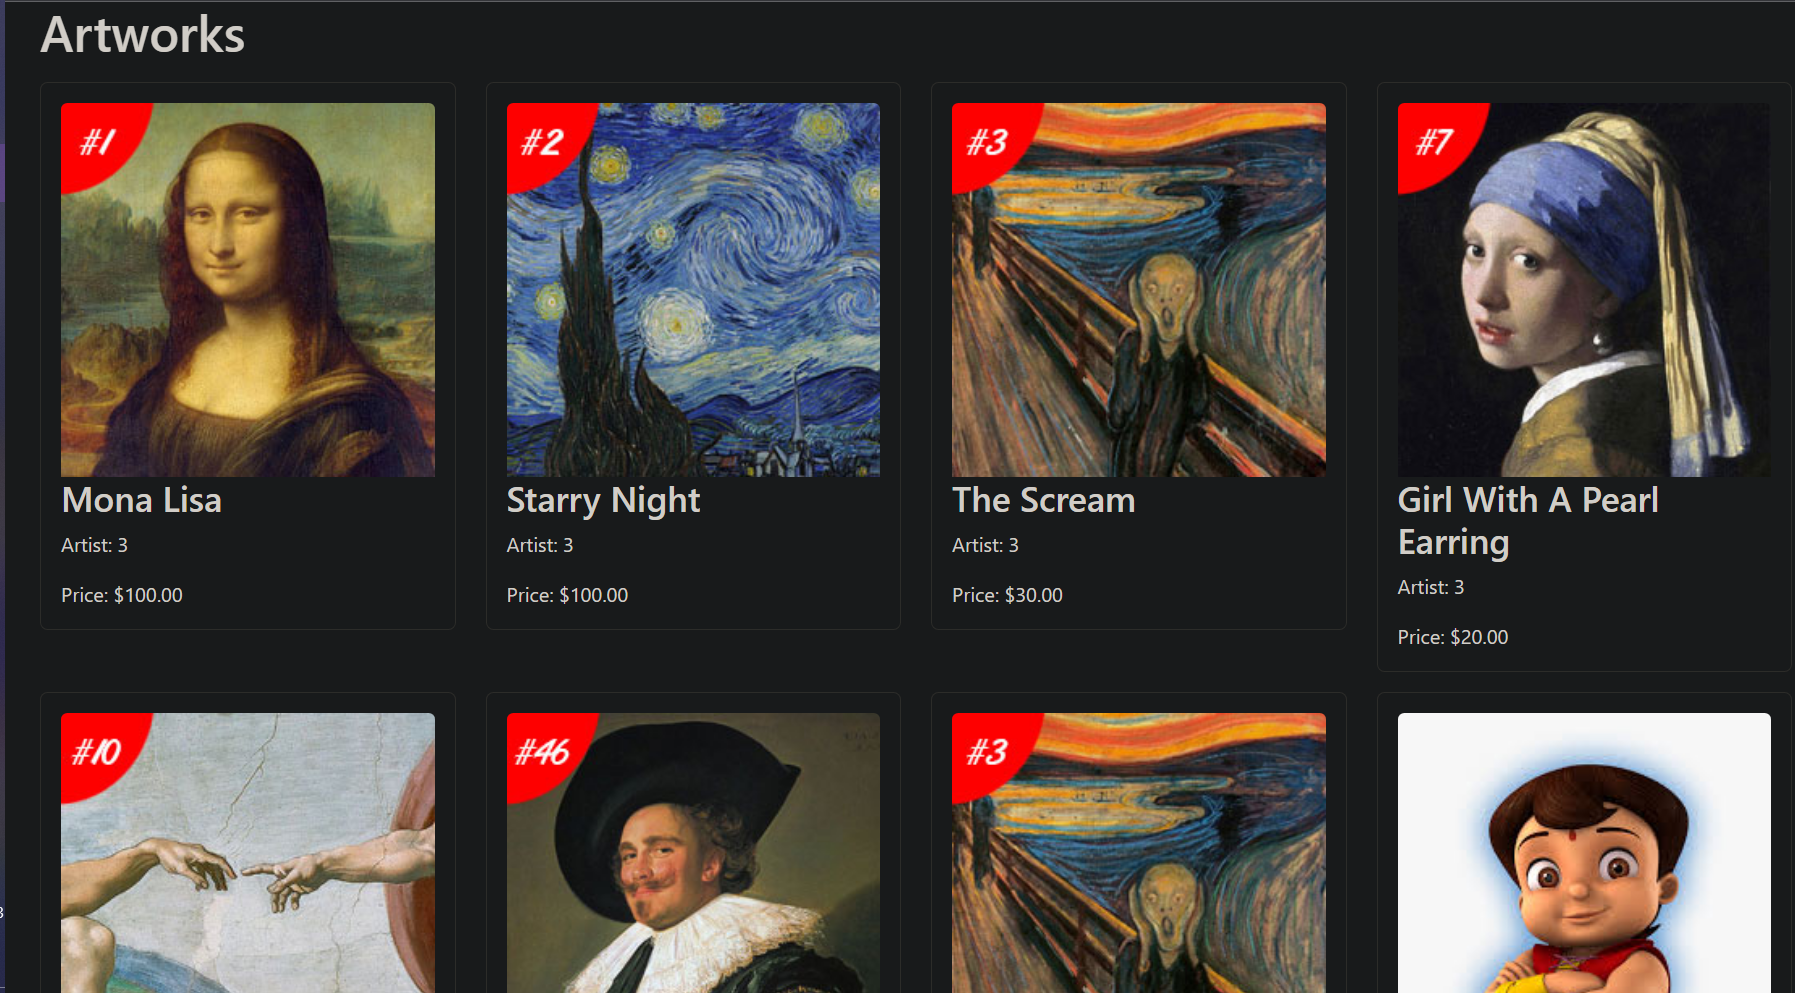 Artworks
#1
#2
#3
#7
Mona Lisa
Starry Night
The Scream
Girl With A Pearl
Earring
Artist: 3
Artist: 3
Artist: 3
Artist: 3
Price: $100.00
Price: $100.00
Price: $30.00
Price: $20.00
#10
#46
#3